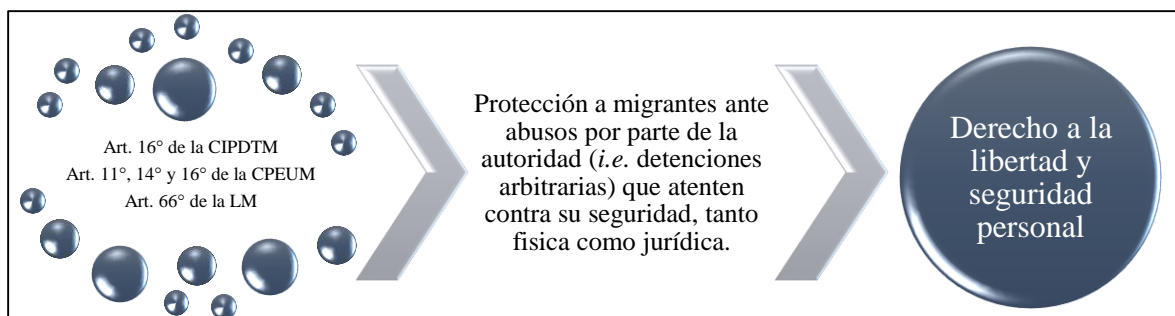 Art. 16° de la CIPDTM
Art. 11°, 14° y 16° de la CPEUM
Art. 66° de la LM
Protección a migrantes ante
abusos por parte de la
autoridad (i.e. detenciones
arbitrarias) que atenten
contra su seguridad, tanto
fisica como jurídica.
Derecho a la
libertad y
seguridad
personal